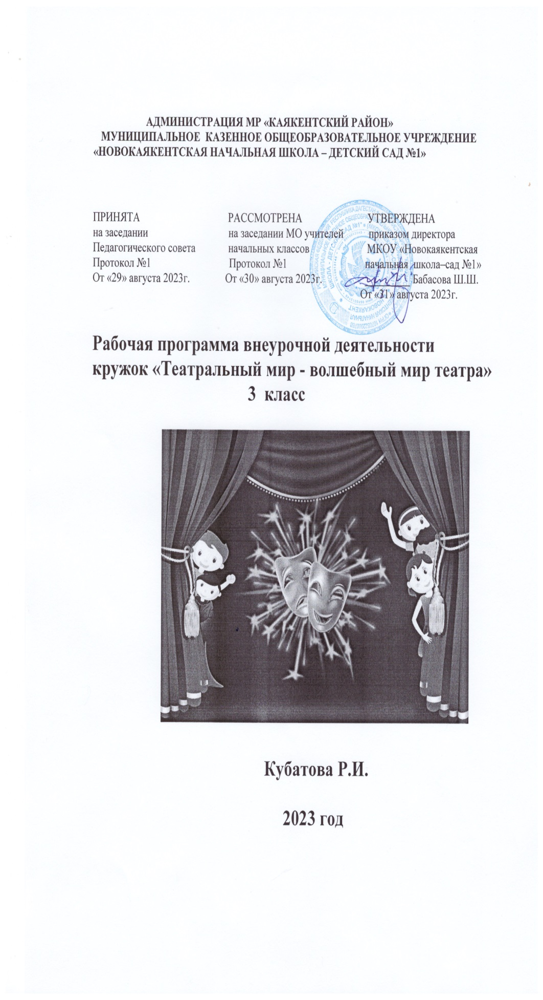 АДМИНИСТРАЦИЯ МР «КАЯКЕНТСКИЙ РАЙОН»
МУНИЦИПАЛЬНОЕ КАЗЕННОЕ ОБЩЕОБРАЗОВАТЕЛЬНОЕ УЧРЕЖДЕНИЕ
«НОВОКАЯКЕНТСКАЯ НАЧАЛЬНАЯ ШКОЛА – ДЕТСКИЙ САД №1»
ПРИНЯТА РАССМОТРЕНА УТВЕРЖДЕНА
на заседании на заседании МО учителей приказом директора
Педагогического совета начальных классов МКОУ «Новокаякентская
Протокол №1 Протокол №1 начальная школа–сад №1»
От «29» августа 2023г. От «30» августа 2023г. Бабасова Ш.Ш.
От «31» августа 2023г.
Рабочая программа внеурочной деятельности
кружок «Театральный мир - волшебный мир театра»
3 класс
Кубатова Р.И.
2023 год